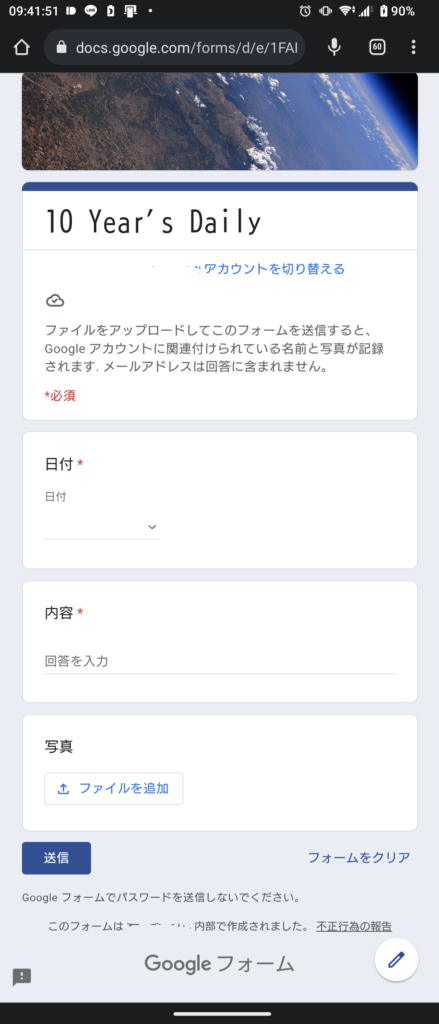 09:41:51
90%
docs.google.com/forms/d/e/1FAI
60
10 Year's Daily
アカウントを切り替える
ファイルをアップロードしてこのフォームを送信すると、
Google アカウントに関連付けられている名前と写真が記録
されます. メールアドレスは回答に含まれません。
*必須
日付 *
日付
内容 *
回答を入力
写真
ファイルを追加
送信
フォームをクリア
Google フォームでパスワードを送信しないでください。
このフォームは 内部で作成されました。 不正行為の報告
Google フォーム